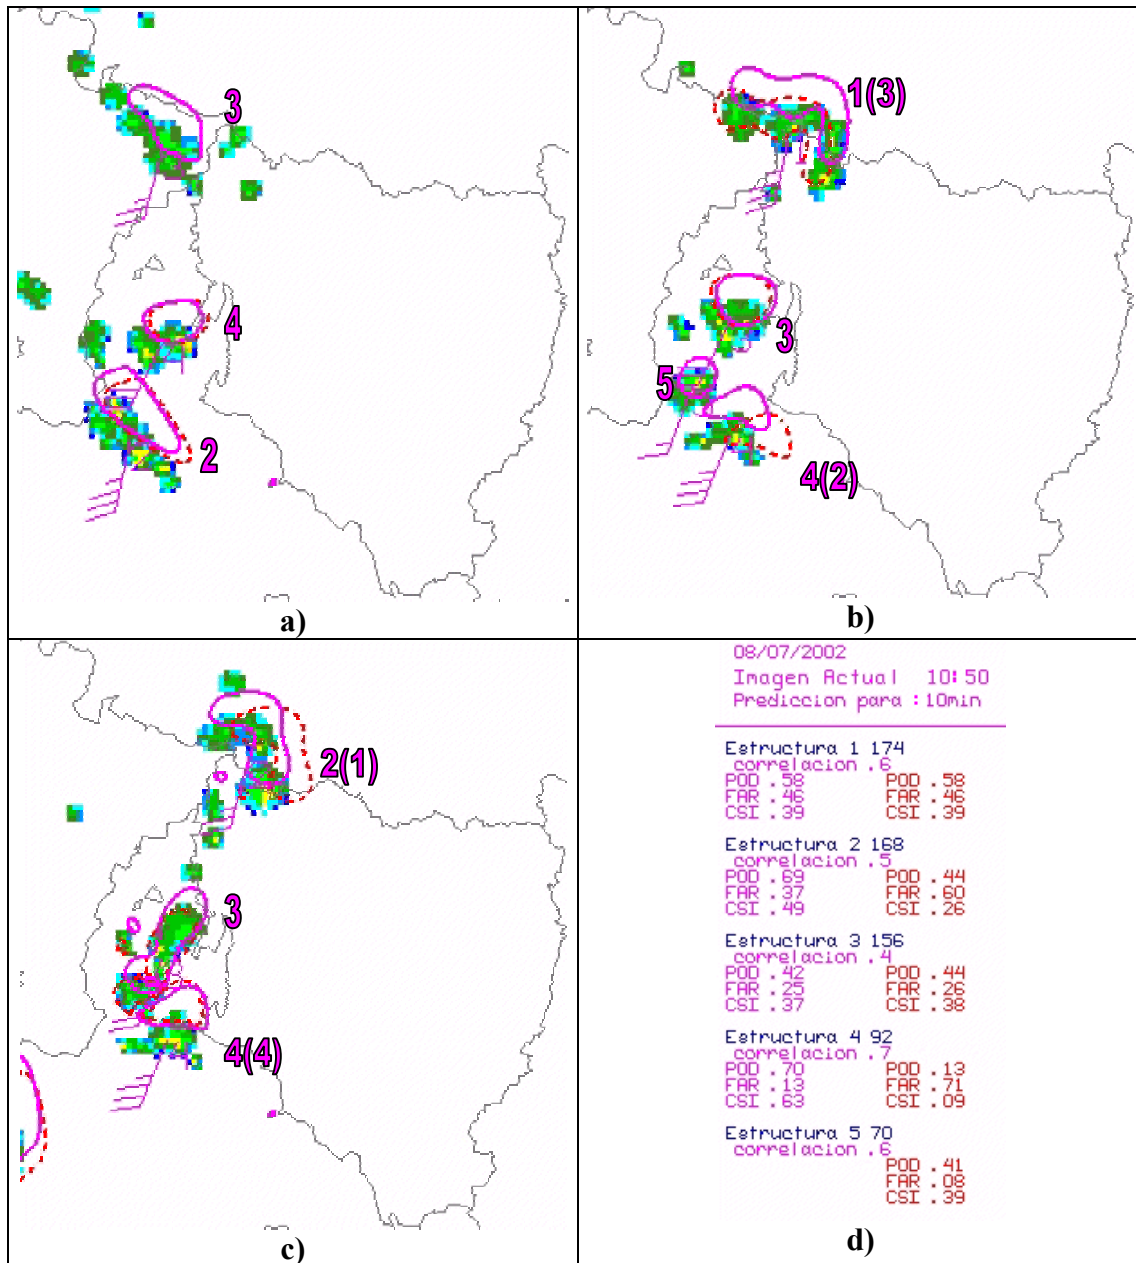 3
4
2
a)
1(3)
3
5
4(2)
b)
2(1)
3
4(4)
c)
08/07/2002
Imagen Actual 10:50
Prediccion para :10min
Estructura 1 174
correlacion .6
POD .58 POD .58
FAR .46 FAR .46
CSI .39 CSI .39
Estructura 2 168
correlacion .5
POD .69 POD .44
FAR .37 FAR .60
CSI .49 CSI .26
Estructura 3 156
correlacion .4
POD .42 POD .44
FAR .25 FAR .26
CSI .37 CSI .38
Estructura 4 92
correlacion .7
POD .70 POD .13
FAR .13 FAR .71
CSI .63 CSI .09
Estructura 5 70
correlacion .6
POD .41
FAR .08
CSI .39
d)